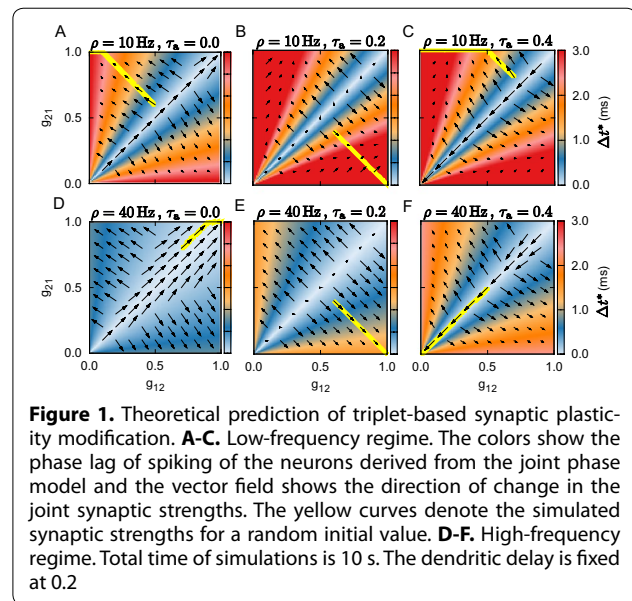 A
B
C
ρ = 10 Hz , τa = 0.0
ρ = 10 Hz , τa = 0.2
ρ = 10 Hz , τa = 0.4
1.0
0.5
0.0
g21
3.0
2.0
1.0
0.0
Δt* (ms)
D
E
F
ρ = 40 Hz , τa = 0.0
ρ = 40 Hz , τa = 0.2
ρ = 40 Hz , τa = 0.4
1.0
0.5
0.0
g21
3.0
2.0
1.0
0.0
Δt* (ms)
0.0 0.5 1.0
0.0 0.5 1.0
0.0 0.5 1.0
g12
g12
g12
Figure 1. Theoretical prediction of triplet-based synaptic plastic-
ity modification. A-C. Low-frequency regime. The colors show the
phase lag of spiking of the neurons derived from the joint phase
model and the vector field shows the direction of change in the
joint synaptic strengths. The yellow curves denote the simulated
synaptic strengths for a random initial value. D-F. High-frequency
regime. Total time of simulations is 10 s. The dendritic delay is fixed
at 0.2